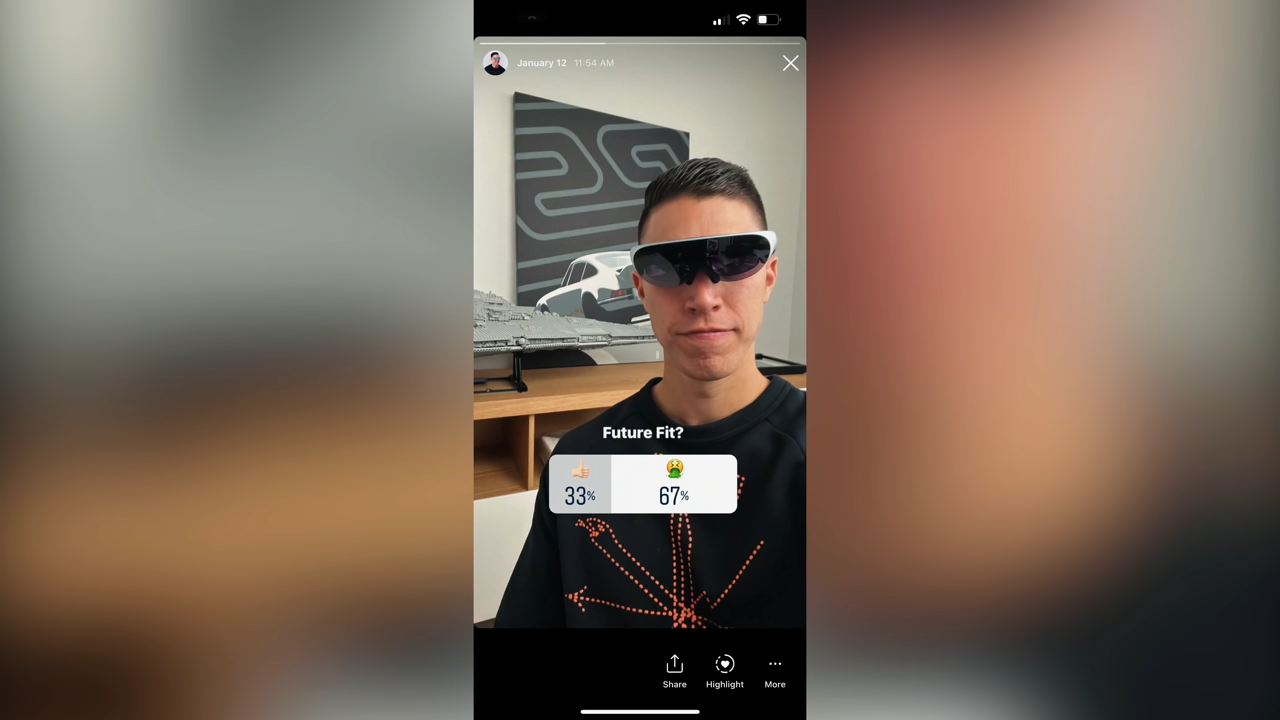 January 12 11:54 AM
Future Fit?
👍🏼 🤮
33% 67%
Share Highlight More